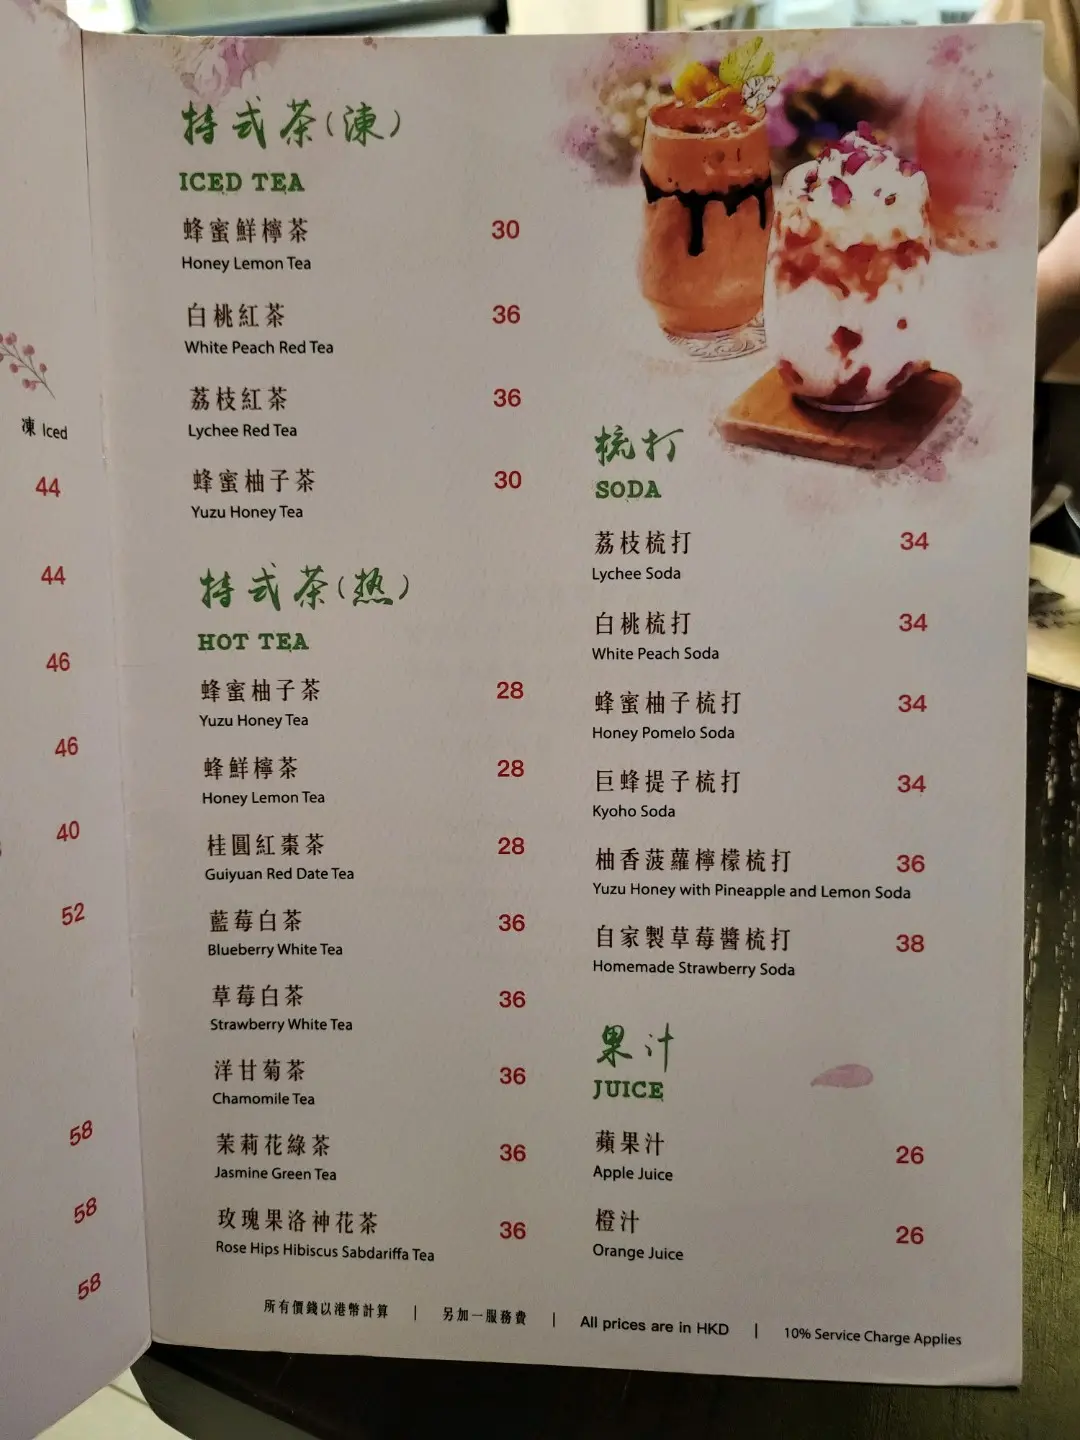 凍 Iced
44
44
46
46
40
52
58
58
58
特式茶(凍)
ICED TEA
蜂蜜鮮檸茶 30
Honey Lemon Tea
白桃紅茶 36
White Peach Red Tea
荔枝紅茶 36
Lychee Red Tea
蜂蜜柚子茶 30
Yuzu Honey Tea
特式茶(热)
HOT TEA
蜂蜜柚子茶 28
Yuzu Honey Tea
蜂鮮檸茶 28
Honey Lemon Tea
桂圓紅棗茶 28
Guiyuan Red Date Tea
藍莓白茶 36
Blueberry White Tea
草莓白茶 36
Strawberry White Tea
洋甘菊茶 36
Chamomile Tea
茉莉花綠茶 36
Jasmine Green Tea
玫瑰果洛神花茶 36
Rose Hips Hibiscus Sabdariffa Tea
梳打
SODA
荔枝梳打 34
Lychee Soda
白桃梳打 34
White Peach Soda
蜂蜜柚子梳打 34
Honey Pomelo Soda
巨蜂提子梳打 34
Kyoho Soda
柚香菠蘿檸檬梳打 36
Yuzu Honey with Pineapple and Lemon Soda
自家製草莓醬梳打 38
Homemade Strawberry Soda
果汁
JUICE
蘋果汁 26
Apple Juice
橙汁 26
Orange Juice
所有價錢以港幣計算 | 另加一服務費 | All prices are in HKD | 10% Service Charge Applies